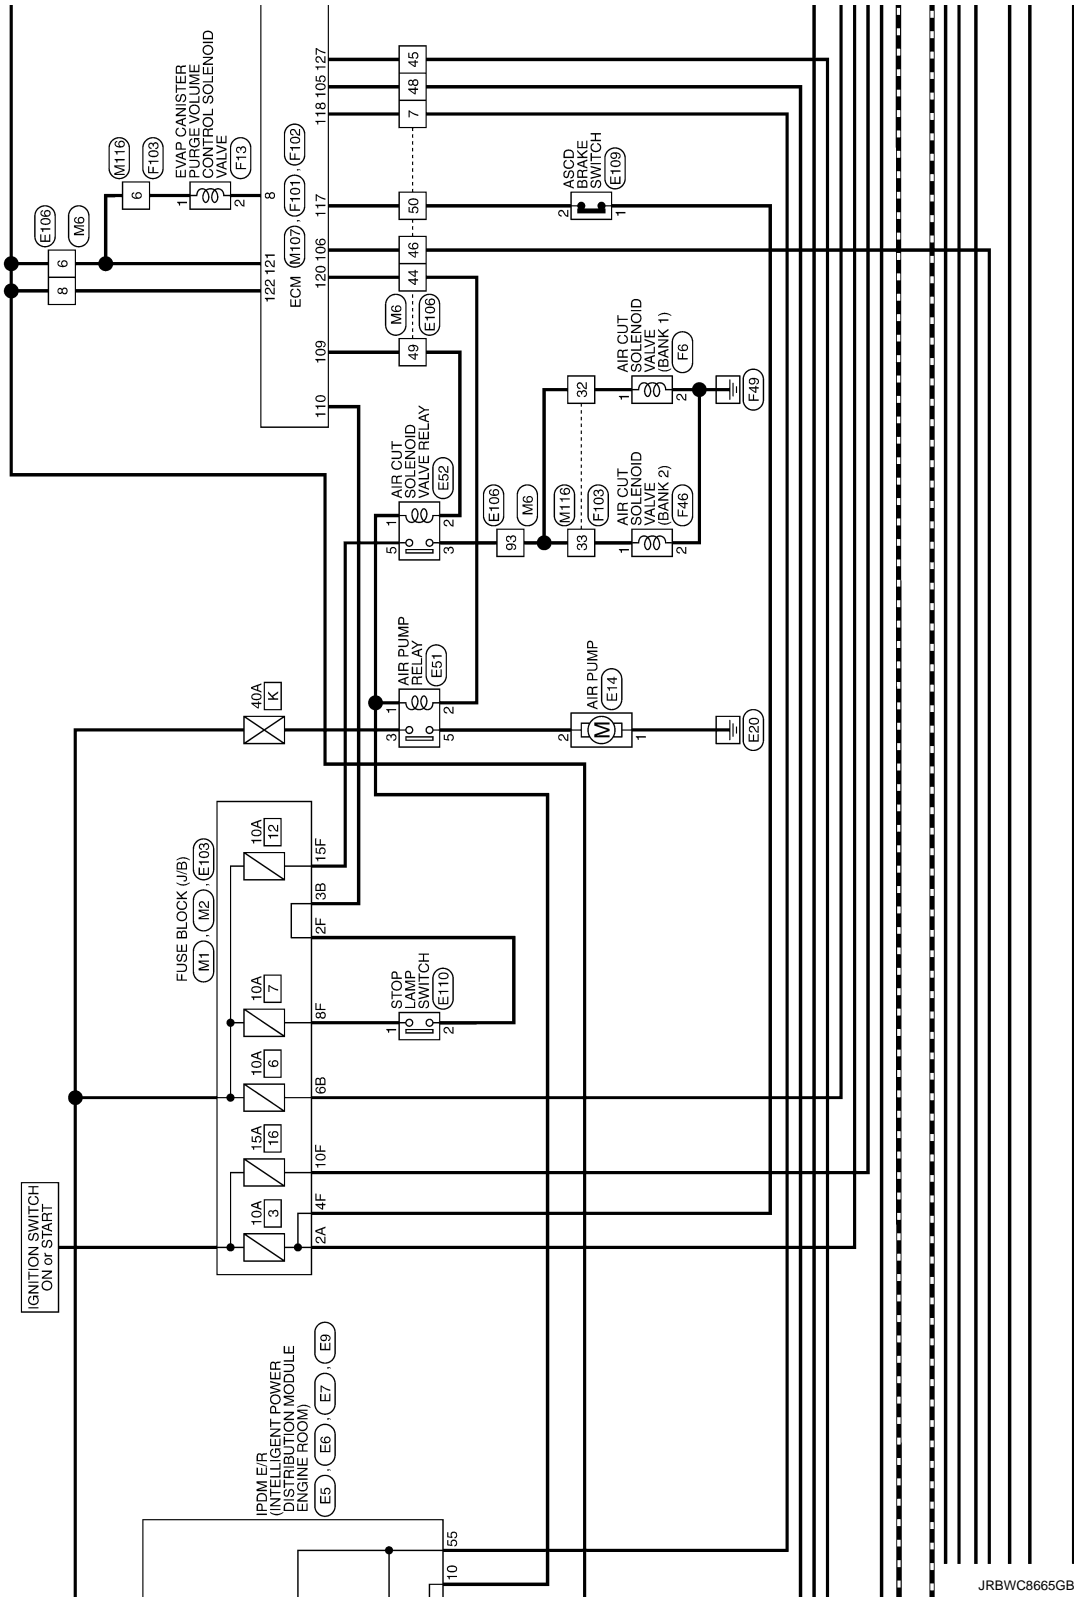 127
105
118
45
48
7
EVAP CANISTER
PURGE VOLUME
CONTROL SOLENOID
VALVE
F13
M116
F103
6
1
2
8
E106
M6
6
8
122
121
ECM
M107 , F101 , F102
117
106
120
109
110
50
46
44
49
M6
E106
ASCD
BRAKE
SWITCH
E109
2
1
AIR CUT
SOLENOID
VALVE
(BANK 1)
F6
32
1
2
F49
AIR CUT
SOLENOID
VALVE RELAY
E52
1
2
5
3
E106
M6
93
M116
F103
33
AIR CUT
SOLENOID
VALVE
(BANK 2)
F46
1
2
40A
K
AIR PUMP
RELAY
E51
1
2
3
5
AIR PUMP
E14
M
2
1
E20
FUSE BLOCK (J/B)
M1 , M2 , E103
10A
12
15F
3B
2F
10A
7
8F
STOP
LAMP
SWITCH
E110
1
2
10A
6
6B
15A
16
10F
10A
3
4F
2A
IGNITION SWITCH
ON or START
IPDM E/R
(INTELLIGENT POWER
DISTRIBUTION MODULE
ENGINE ROOM)
E5 , E6 , E7 , E9
55
10
JRBWC8665GB